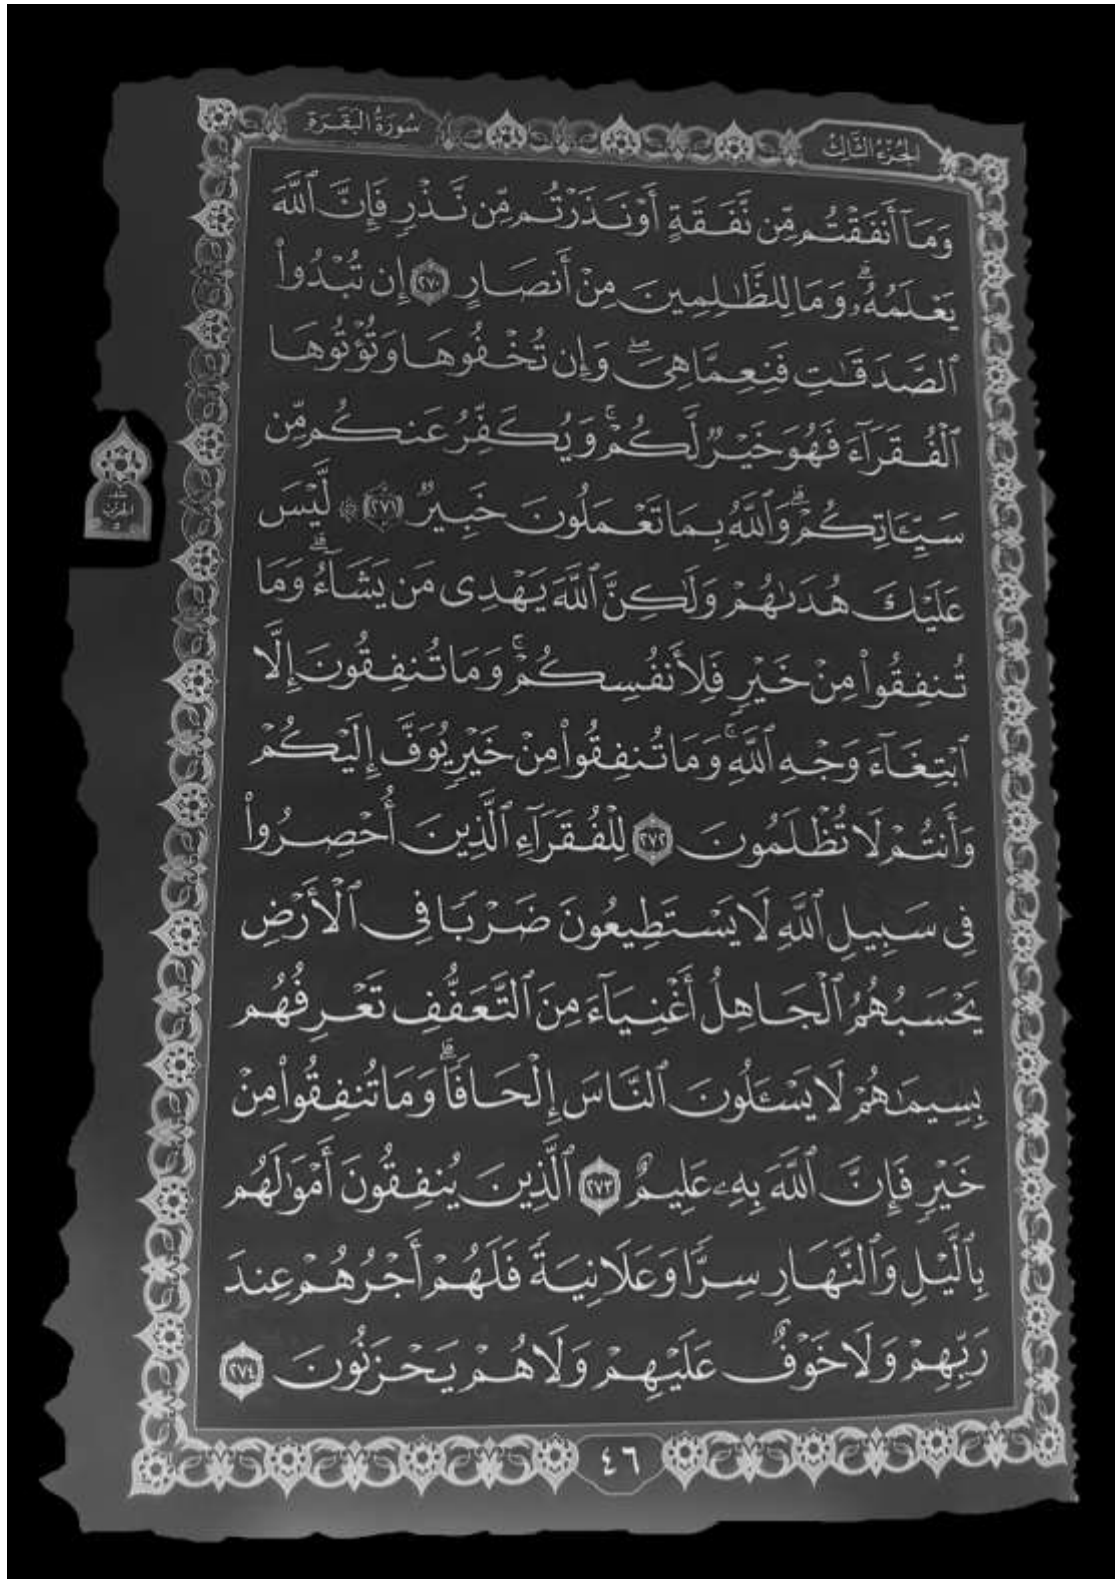 الجزء الثالث
سورة البقرة
وَمَآ أَنفَقْتُم مِّن نَّفَقَةٍ أَوْ نَذَرْتُم مِّن نَّذْرٍ فَإِنَّ ٱللَّهَ
يَعْلَمُهُۥۗ وَمَا لِلظَّٰلِمِينَ مِنْ أَنصَارٍ ٢٧٠ إِن تُبْدُوا۟
ٱلصَّدَقَٰتِ فَنِعِمَّا هِىَۖ وَإِن تُخْفُوهَا وَتُؤْتُوهَا
ٱلْفُقَرَآءَ فَهُوَ خَيْرٌ لَّكُمْۚ وَيُكَفِّرُ عَنكُم مِّن
سَيِّـَٔاتِكُمْۗ وَٱللَّهُ بِمَا تَعْمَلُونَ خَبِيرٌ ٢٧١ ۞ لَّيْسَ
عَلَيْكَ هُدَىٰهُمْ وَلَٰكِنَّ ٱللَّهَ يَهْدِى مَن يَشَآءُۗ وَمَا
تُنفِقُوا۟ مِنْ خَيْرٍ فَلِأَنفُسِكُمْۚ وَمَا تُنفِقُونَ إِلَّا
ٱبْتِغَآءَ وَجْهِ ٱللَّهِۚ وَمَا تُنفِقُوا۟ مِنْ خَيْرٍ يُوَفَّ إِلَيْكُمْ
وَأَنتُمْ لَا تُظْلَمُونَ ٢٧٢ لِلْفُقَرَآءِ ٱلَّذِينَ أُحْصِرُوا۟
فِى سَبِيلِ ٱللَّهِ لَا يَسْتَطِيعُونَ ضَرْبًا فِى ٱلْأَرْضِ
يَحْسَبُهُمُ ٱلْجَاهِلُ أَغْنِيَآءَ مِنَ ٱلتَّعَفُّفِ تَعْرِفُهُم
بِسِيمَٰهُمْ لَا يَسْـَٔلُونَ ٱلنَّاسَ إِلْحَافًاۗ وَمَا تُنفِقُوا۟ مِنْ
خَيْرٍ فَإِنَّ ٱللَّهَ بِهِۦ عَلِيمٌ ٢٧٣ ٱلَّذِينَ يُنفِقُونَ أَمْوَٰلَهُم
بِٱلَّيْلِ وَٱلنَّهَارِ سِرًّا وَعَلَانِيَةً فَلَهُمْ أَجْرُهُمْ عِندَ
رَبِّهِمْ وَلَا خَوْفٌ عَلَيْهِمْ وَلَا هُمْ يَحْزَنُونَ ٢٧٤
الحزب
٥
٤٦